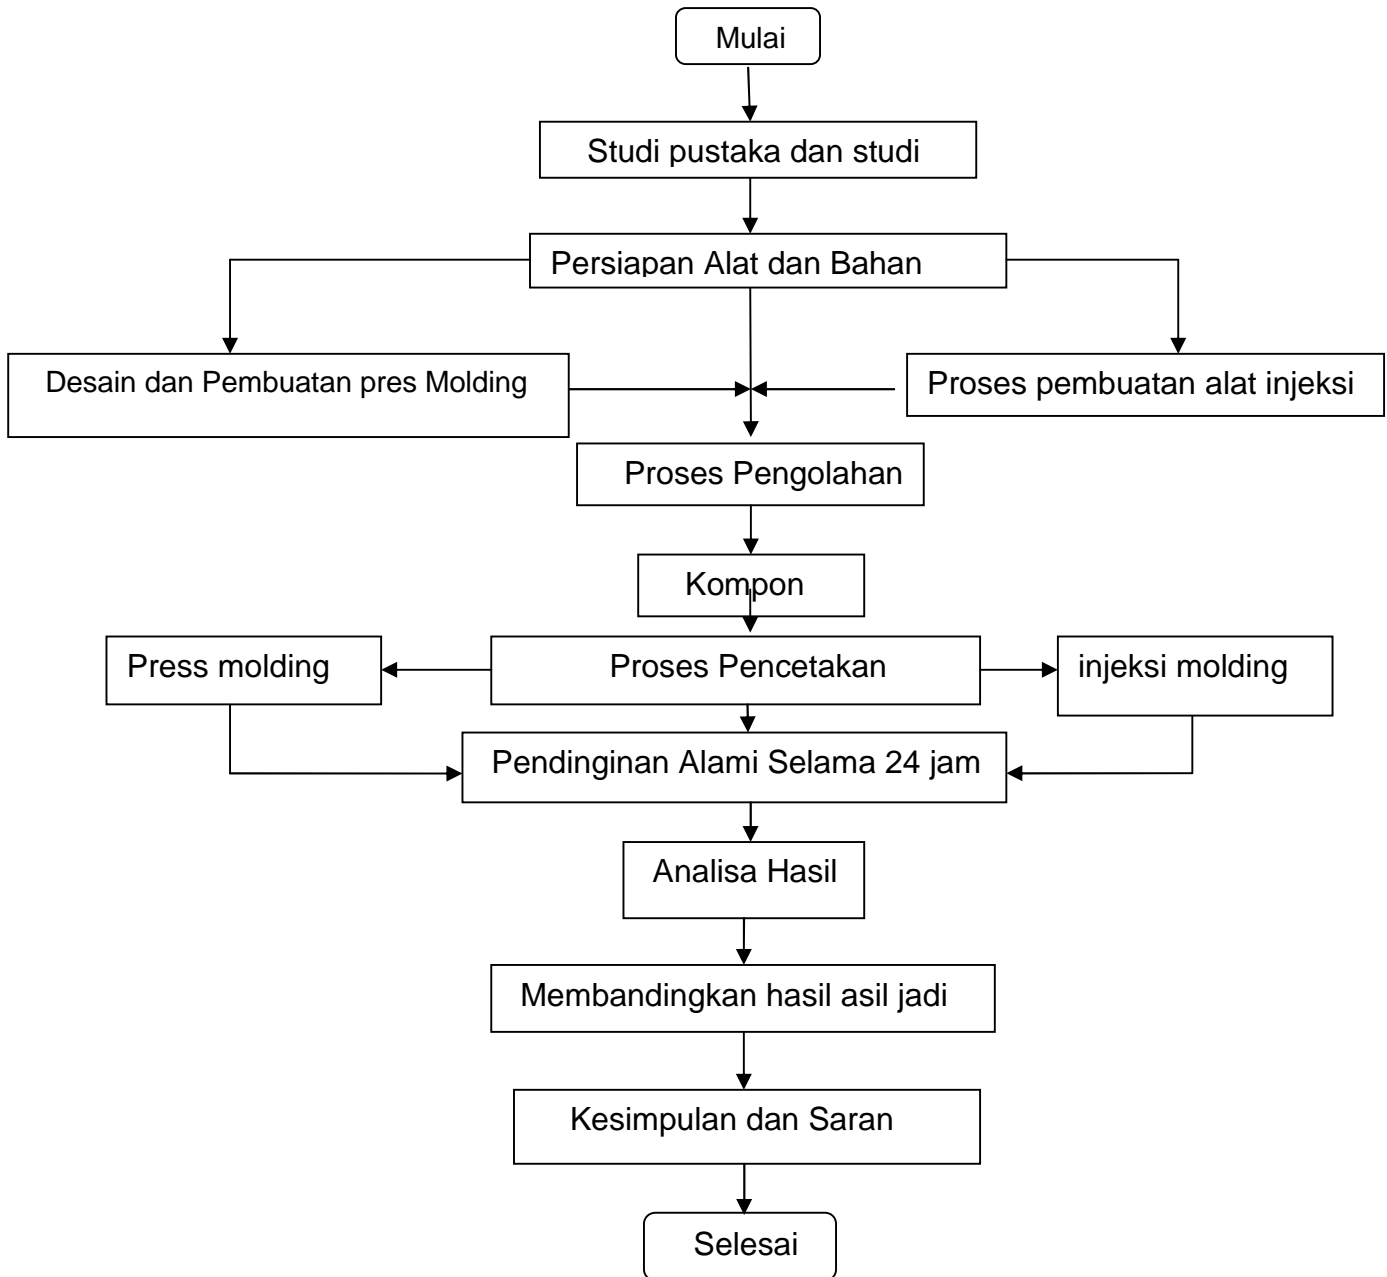 Mulai
Studi pustaka dan studi
Persiapan Alat dan Bahan
Desain dan Pembuatan pres Molding
Proses pembuatan alat injeksi
Proses Pengolahan
Kompon
Press molding
Proses Pencetakan
injeksi molding
Pendinginan Alami Selama 24 jam
Analisa Hasil
Membandingkan hasil asil jadi
Kesimpulan dan Saran
Selesai